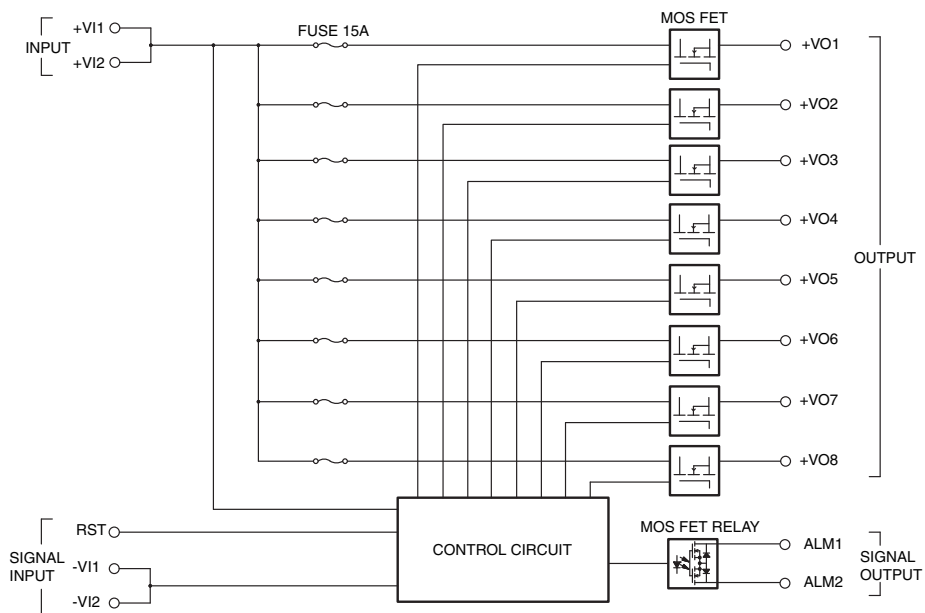 +VI1
INPUT
+VI2
FUSE 15A
MOS FET
+VO1
+VO2
+VO3
+VO4
+VO5
+VO6
+VO7
+VO8
OUTPUT
RST
SIGNAL
INPUT
-VI1
-VI2
CONTROL CIRCUIT
MOS FET RELAY
ALM1
ALM2
SIGNAL
OUTPUT